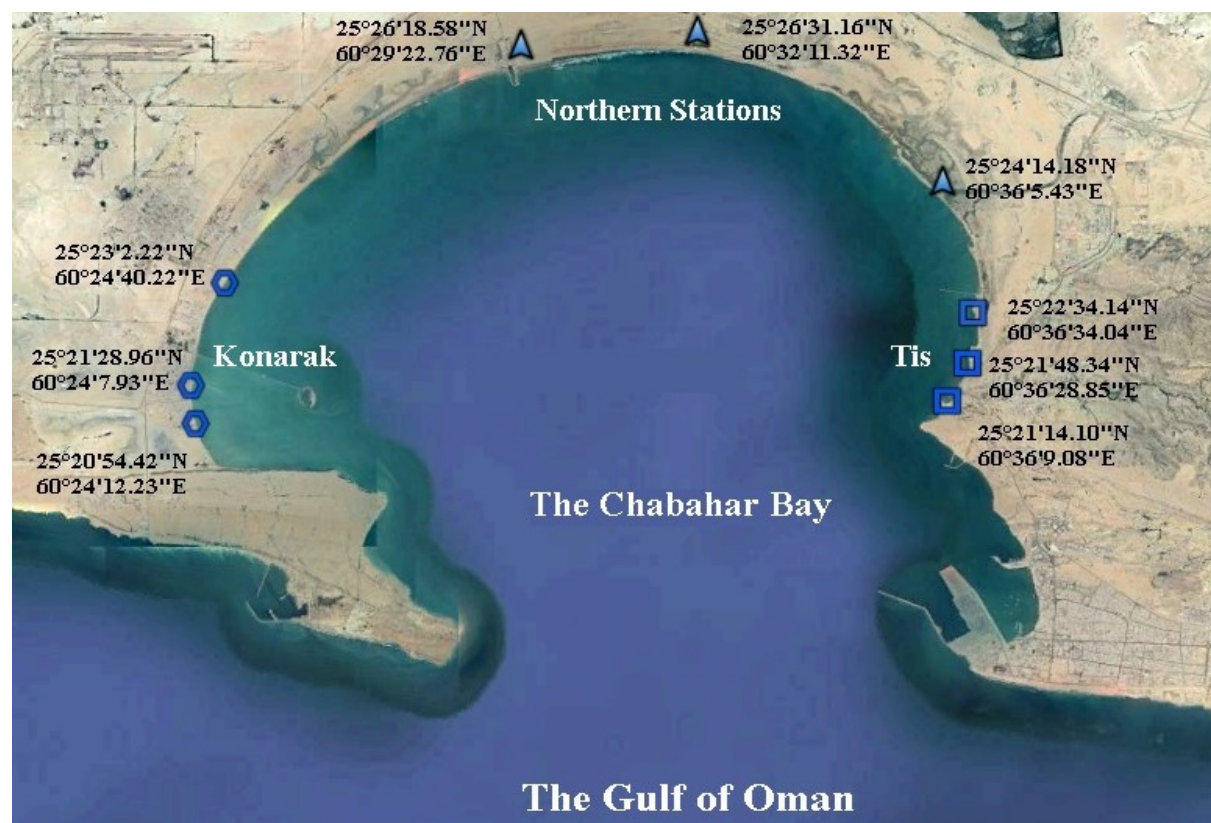 25°26'18.58"N
60°29'22.76"E
25°26'31.16"N
60°32'11.32"E
Northern Stations
25°24'14.18"N
60°36'5.43"E
25°23'2.22"N
60°24'40.22"E
25°22'34.14"N
60°36'34.04"E
25°21'28.96"N
60°24'7.93"E
Konarak
Tis
25°21'48.34"N
60°36'28.85"E
25°21'14.10"N
60°36'9.08"E
25°20'54.42"N
60°24'12.23"E
The Chabahar Bay
The Gulf of Oman